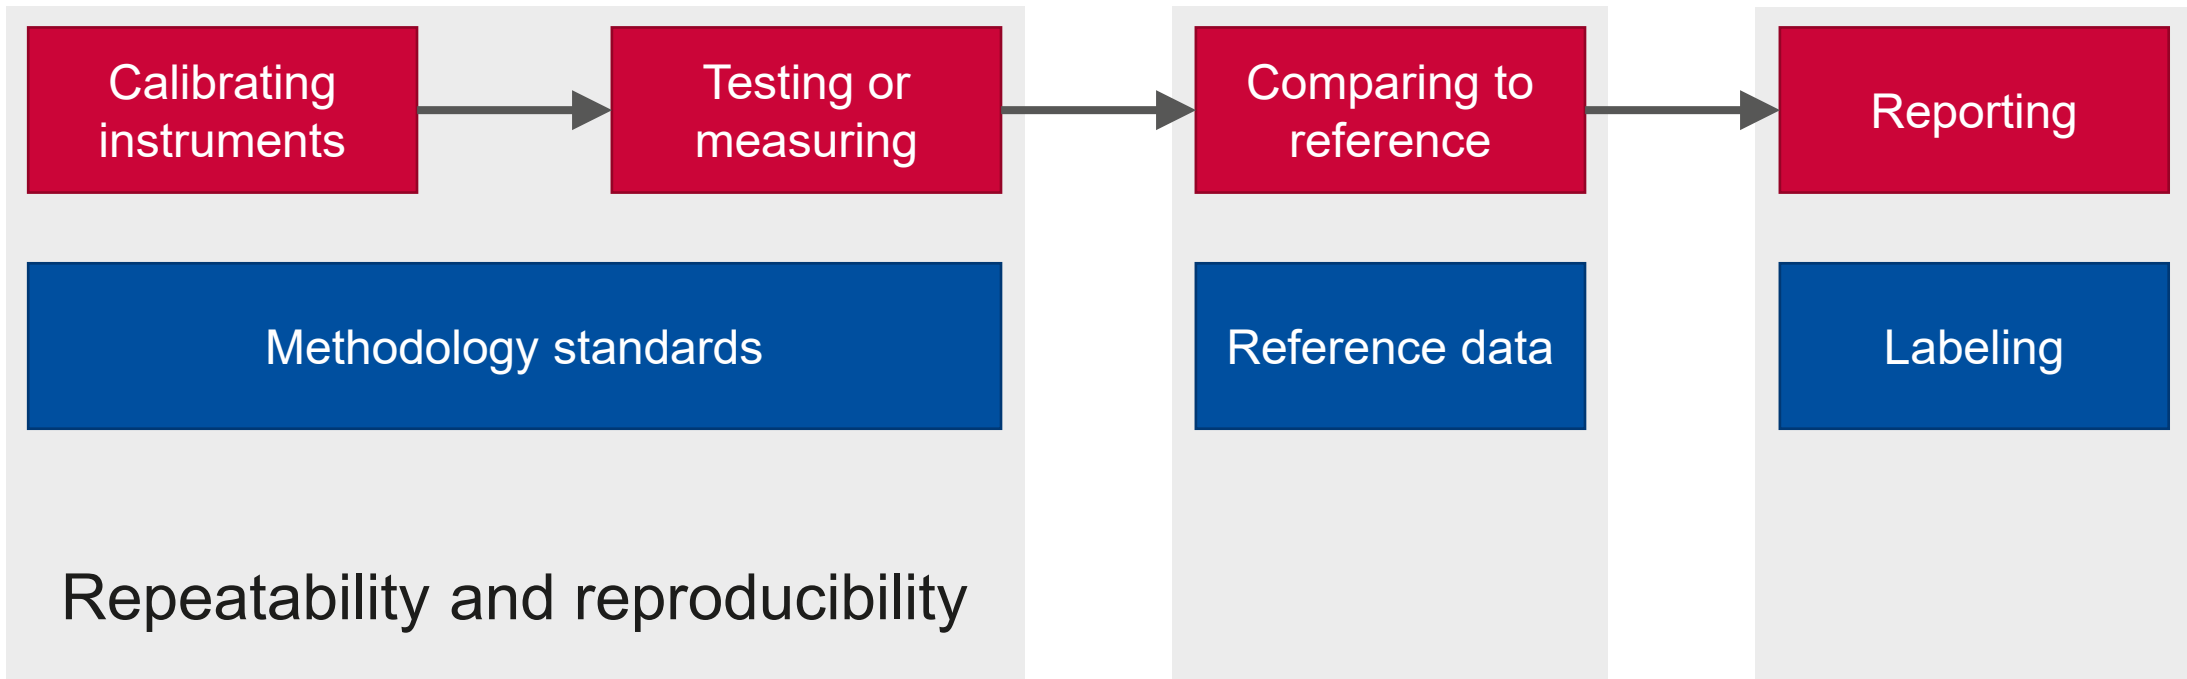 Calibrating
instruments
Testing or
measuring
Comparing to
reference
Reporting
Methodology standards
Reference data
Labeling
Repeatability and reproducibility